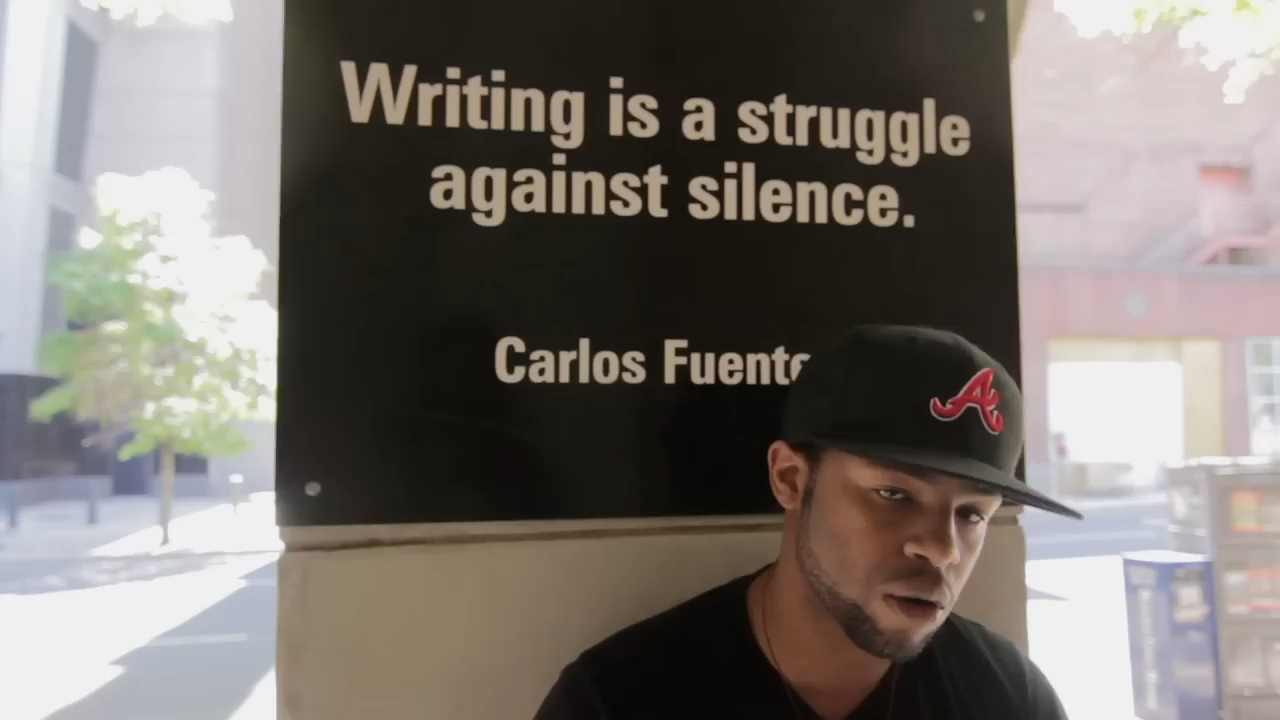 Writing is a struggle
against silence.
Carlos Fuente
A